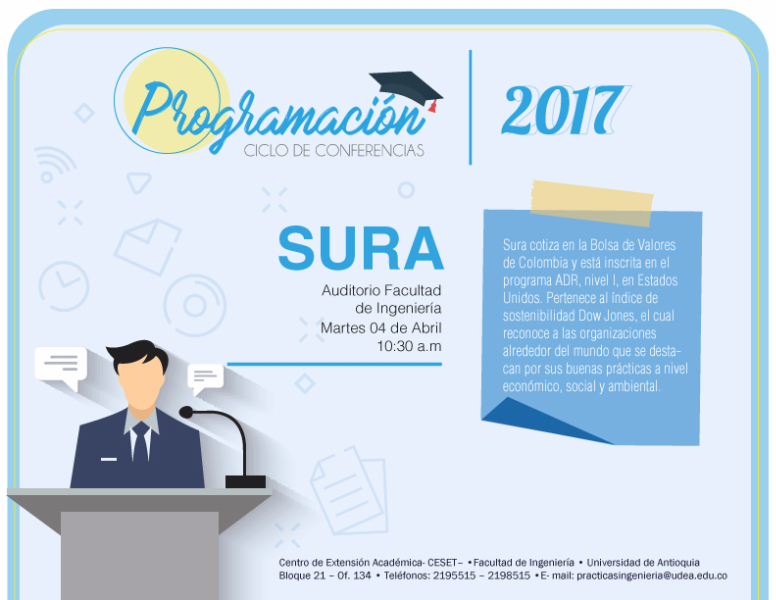 Programación
CICLO DE CONFERENCIAS
2017
SURA
Auditorio Facultad
de Ingeniería
Martes 04 de Abril
10:30 a.m
Sura cotiza en la Bolsa de Valores
de Colombia y está inscrita en el
programa ADR, nivel I, en Estados
Unidos. Pertenece al índice de
sostenibilidad Dow Jones, el cual
reconoce a las organizaciones
alrededor del mundo que se desta-
can por sus buenas prácticas a nivel
económico, social y ambiental.
Centro de Extensión Académica- CESET– •Facultad de Ingeniería • Universidad de Antioquia
Bloque 21 – Of. 134 • Teléfonos: 2195515 – 2198515 •E- mail: practicasingenieria@udea.edu.co